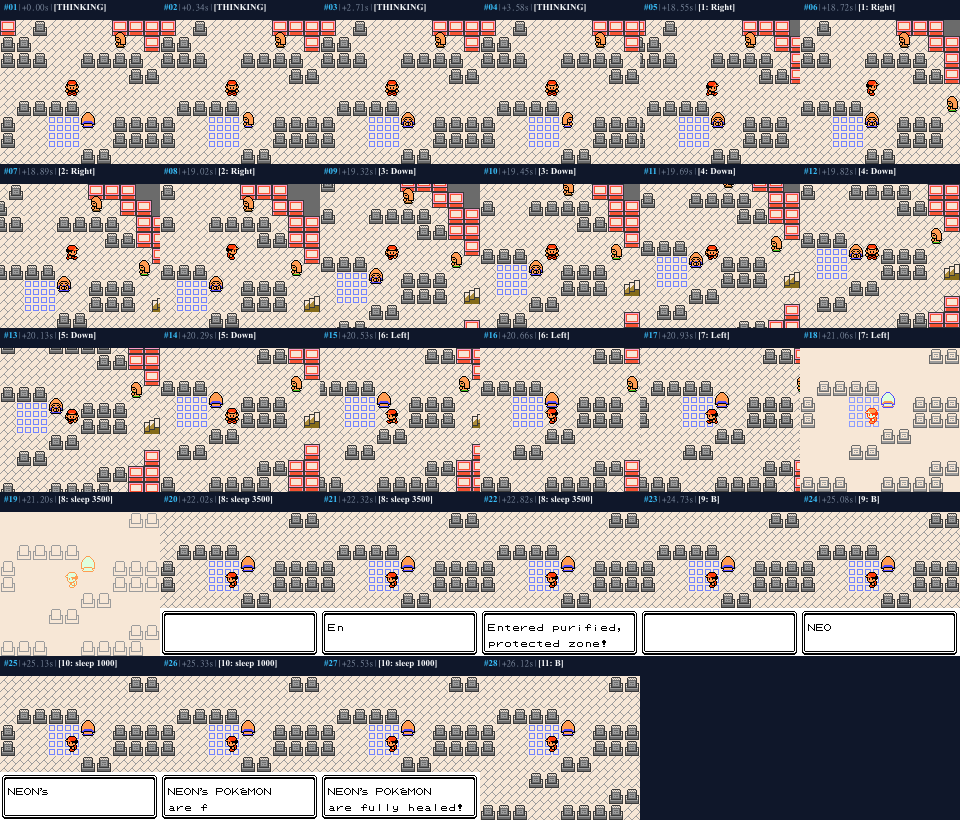 #01|+0.00s|[THINKING]
#02|+0.34s|[THINKING]
#03|+2.71s|[THINKING]
#04|+3.58s|[THINKING]
#05|+18.55s|[1: Right]
#06|+18.72s|[1: Right]
#07|+18.89s|[2: Right]
#08|+19.02s|[2: Right]
#09|+19.32s|[3: Down]
#10|+19.45s|[3: Down]
#11|+19.69s|[4: Down]
#12|+19.82s|[4: Down]
#13|+20.13s|[5: Down]
#14|+20.29s|[5: Down]
#15|+20.53s|[6: Left]
#16|+20.66s|[6: Left]
#17|+20.93s|[7: Left]
#18|+21.06s|[7: Left]
#19|+21.20s|[8: sleep 3500]
#20|+22.02s|[8: sleep 3500]
#21|+22.32s|[8: sleep 3500]
#22|+22.82s|[8: sleep 3500]
#23|+24.73s|[9: B]
#24|+25.08s|[9: B]
En
Entered purified,
protected zone!
NEO
#25|+25.13s|[10: sleep 1000]
#26|+25.33s|[10: sleep 1000]
#27|+25.53s|[10: sleep 1000]
#28|+26.12s|[11: B]
NEON's
NEON's POKéMON
are f
NEON's POKéMON
are fully healed!